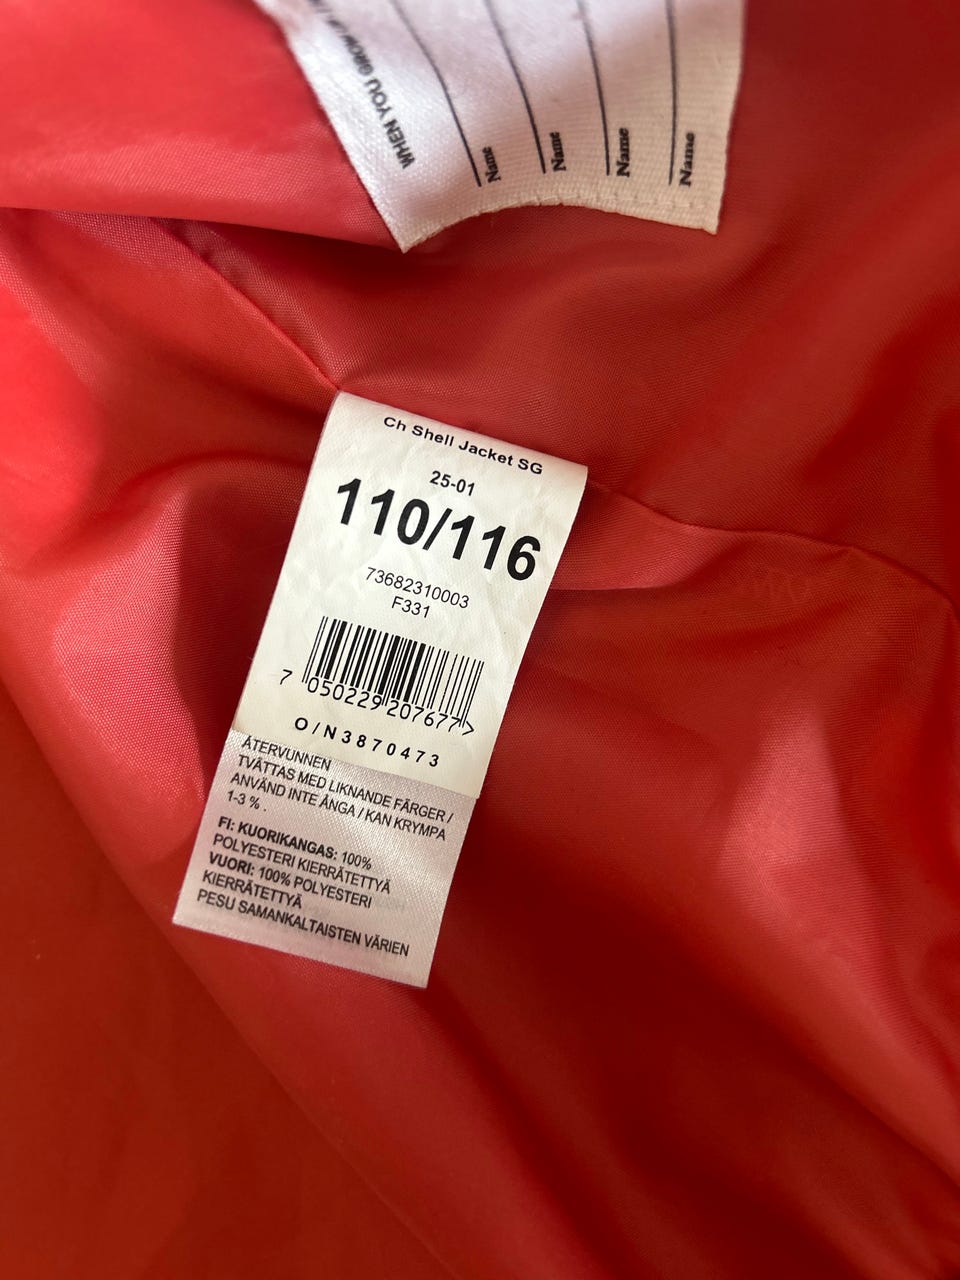 WHEN YOU GROW
Name
Name
Name
Name
Ch Shell Jacket SG
25-01
110/116
73682310003
F331
7 050229 207677 >
O/N3870473
ÅTERVUNNEN
TVÄTTAS MED LIKNANDE FÄRGER /
ANVÄND INTE ÅNGA / KAN KRYMPA
1-3 % .
FI: KUORIKANGAS: 100%
POLYESTERI KIERRÄTETTYÄ
VUORI: 100% POLYESTERI
KIERRÄTETTYÄ
PESU SAMANKALTAISTEN VÄRIEN